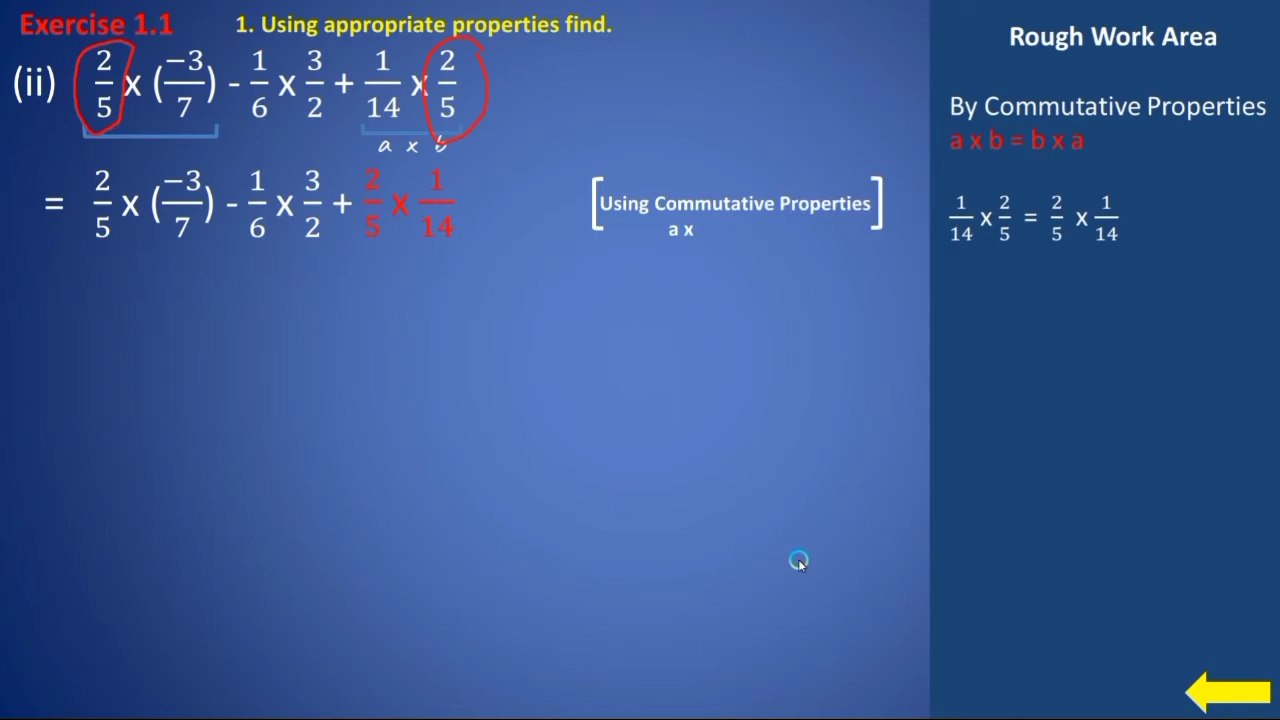 Exercise 1.1 1. Using appropriate properties find.
(ii) 2/5 x (−3/7) - 1/6 x 3/2 + 1/14 x 2/5
a x b
= 2/5 x (−3/7) - 1/6 x 3/2 + 2/5 x 1/14
[Using Commutative Properties]
a x
Rough Work Area
By Commutative Properties
a x b = b x a
1/14 x 2/5 = 2/5 x 1/14